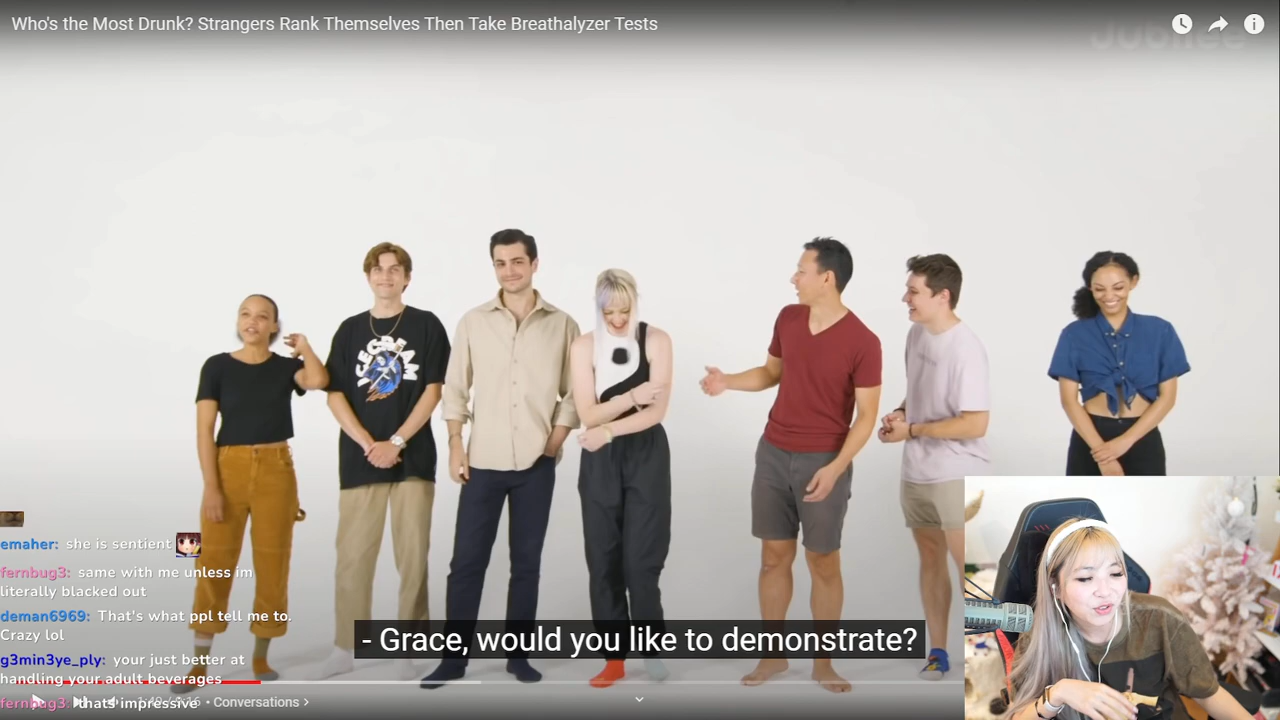 Who's the Most Drunk? Strangers Rank Themselves Then Take Breathalyzer Tests
Jubilee
ICECREAM
emaher: she is sentient
fernbug3: same with me unless im
literally blacked out
deman6969: That's what ppl tell me to.
Crazy lol
- Grace, would you like to demonstrate?
g3min3ye_ply: your just better at
handling your adult beverages
fernbug3: thats impressive
• Conversations >